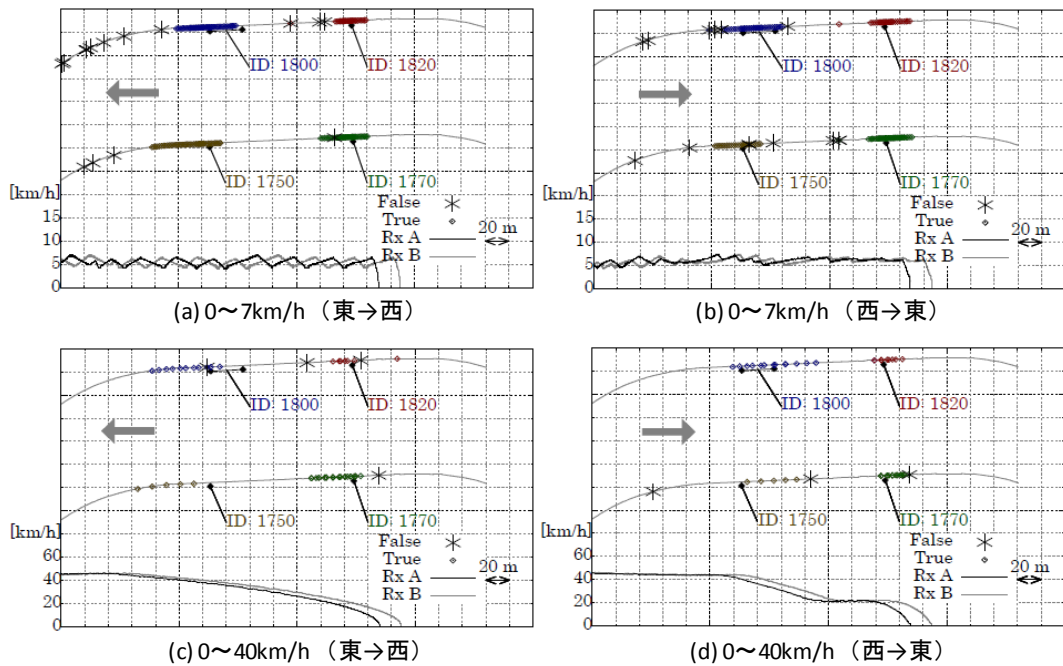 ID: 1800
ID: 1820
ID: 1750
ID: 1770
[km/h]
False
15
True
20 m
10
Rx A
5
Rx B
0
(a) 0～7km/h （東→西）
ID: 1800
ID: 1820
ID: 1750
ID: 1770
[km/h]
False
15
True
20 m
10
Rx A
5
Rx B
0
(b) 0～7km/h （西→東）
ID: 1800
ID: 1820
ID: 1750
ID: 1770
[km/h]
False
60
True
20 m
40
Rx A
20
Rx B
0
(c) 0～40km/h （東→西）
ID: 1800
ID: 1820
ID: 1750
ID: 1770
[km/h]
False
60
True
20 m
40
Rx A
20
Rx B
0
(d) 0～40km/h （西→東）